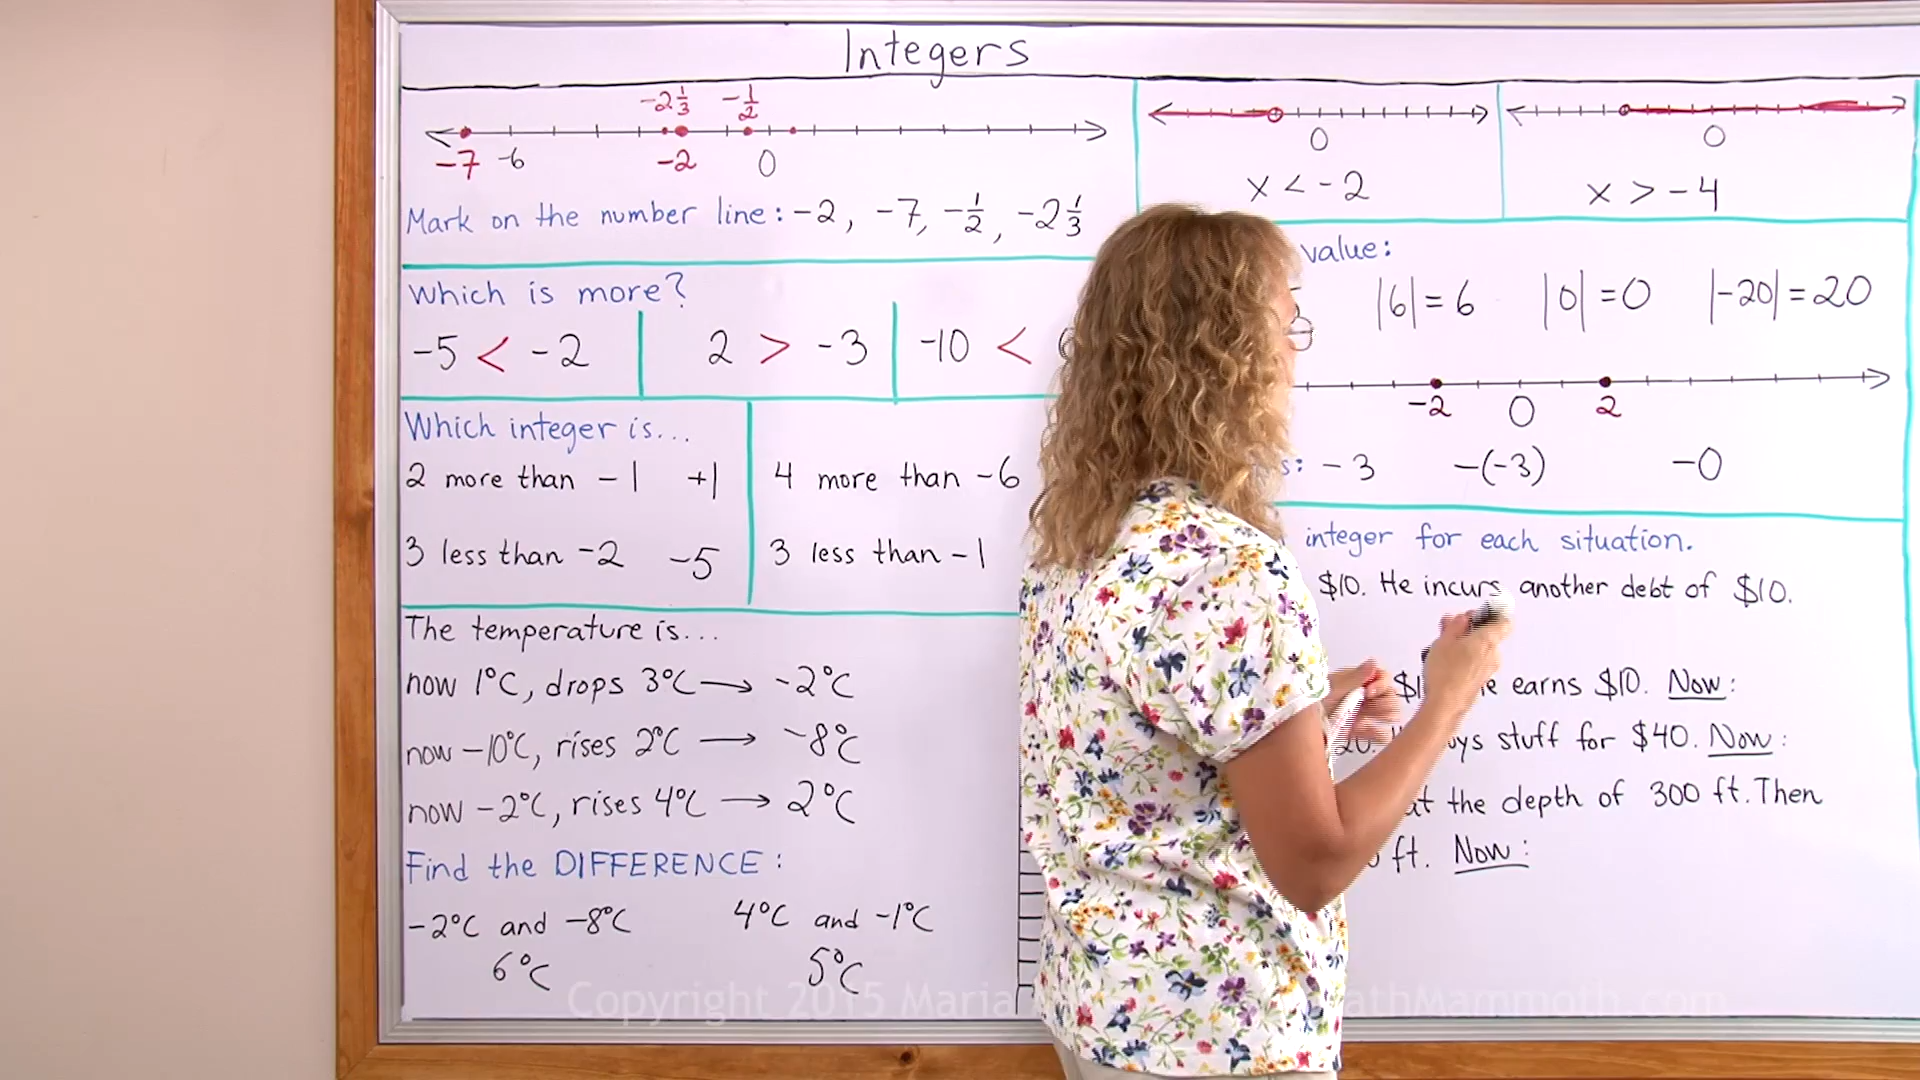 Integers
-2 1/3 -1/2
-7 -6 -2 0
Mark on the number line: -2, -7, -1/2, -2 1/3
Which is more?
-5 < -2
2 > -3
-10 <
Which integer is...
2 more than -1 +1
3 less than -2 -5
4 more than -6
3 less than -1
The temperature is...
now 1°C, drops 3°C → -2°C
now -10°C, rises 2°C → -8°C
now -2°C, rises 4°C → 2°C
Find the DIFFERENCE:
-2°C and -8°C
6°C
4°C and -1°C
5°C
0
x < -2
0
x > -4
value:
|6| = 6 |0| = 0 |-20| = 20
-2 0 2
-3 -(-3) -0
integer for each situation.
$10. He incurs another debt of $10.
earns $10. Now:
stuff for $40. Now:
at the depth of 300 ft. Then
ft. Now:
Copyright 2015 Maria MathMammoth.com